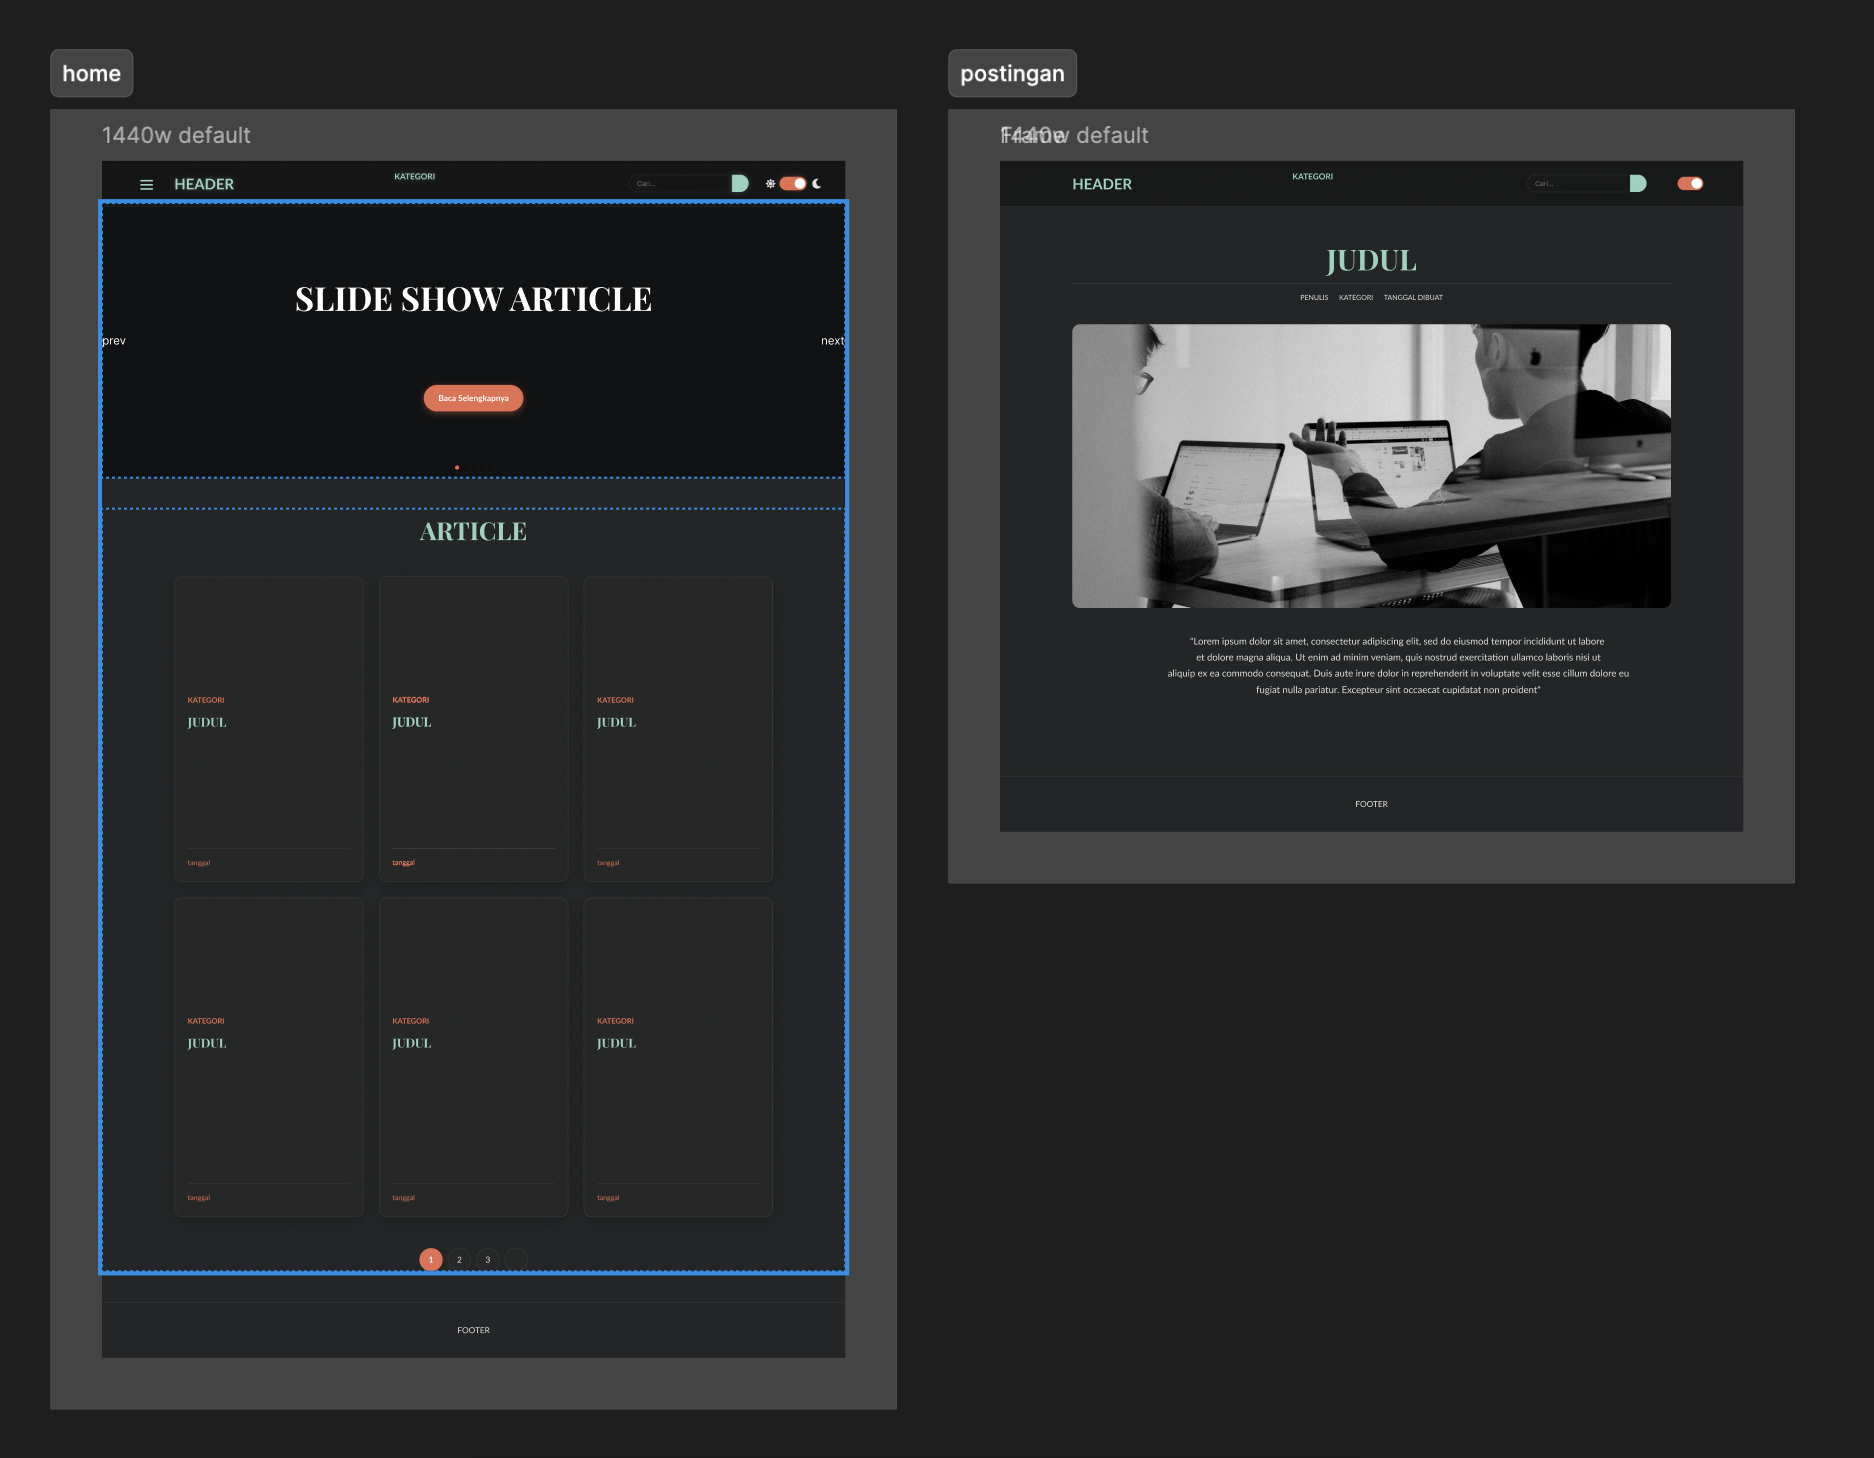 home
1440w default
HEADER
KATEGORI
Cari...
SLIDE SHOW ARTICLE
prev
next
Baca Selengkapnya
ARTICLE
KATEGORI
JUDUL
tanggal
KATEGORI
JUDUL
tanggal
KATEGORI
JUDUL
tanggal
KATEGORI
JUDUL
tanggal
KATEGORI
JUDUL
tanggal
KATEGORI
JUDUL
tanggal
1 2 3
FOOTER
postingan
1440w default
HEADER
KATEGORI
Cari...
JUDUL
PENULIS KATEGORI TANGGAL DIBUAT
"Lorem ipsum dolor sit amet, consectetur adipiscing elit, sed do eiusmod tempor incididunt ut labore
et dolore magna aliqua. Ut enim ad minim veniam, quis nostrud exercitation ullamco laboris nisi ut
aliquip ex ea commodo consequat. Duis aute irure dolor in reprehenderit in voluptate velit esse cillum dolore eu
fugiat nulla pariatur. Excepteur sint occaecat cupidatat non proident"
FOOTER